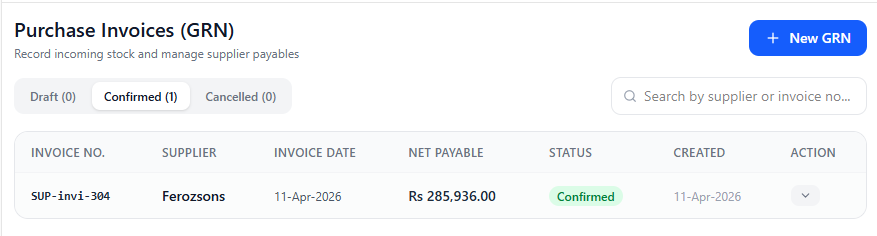 Purchase Invoices (GRN)
Record incoming stock and manage supplier payables
+ New GRN
Draft (0) Confirmed (1) Cancelled (0)
Search by supplier or invoice no...
INVOICE NO. SUPPLIER INVOICE DATE NET PAYABLE STATUS CREATED ACTION
SUP-invi-304 Ferozsons 11-Apr-2026 Rs 285,936.00 Confirmed 11-Apr-2026